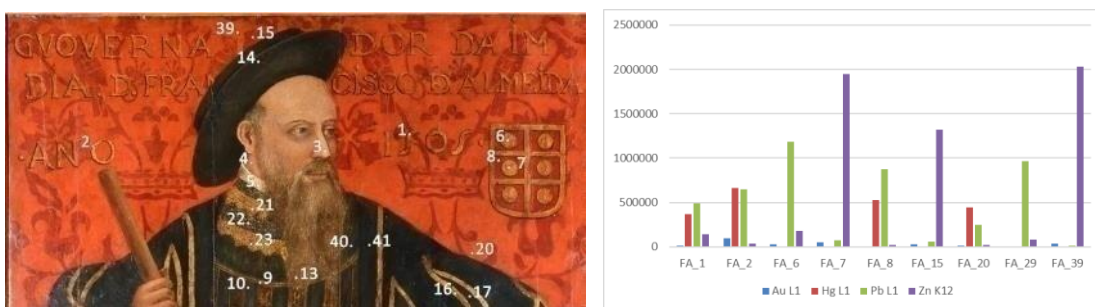 39. .15
GVOVERNA DOR DA IM
14.
DIA. D. FRAN CISCO D'ALMEIDA
2. 1. 6.
.ANO 1505
3. 8. 7
4.
5
.21
22.
.23 40. .41 .20
10. .9 .13 16. .17
2500000
2000000
1500000
1000000
500000
0
FA_1 FA_2 FA_6 FA_7 FA_8 FA_15 FA_20 FA_29 FA_39
Au L1 Hg L1 Pb L1 Zn K12